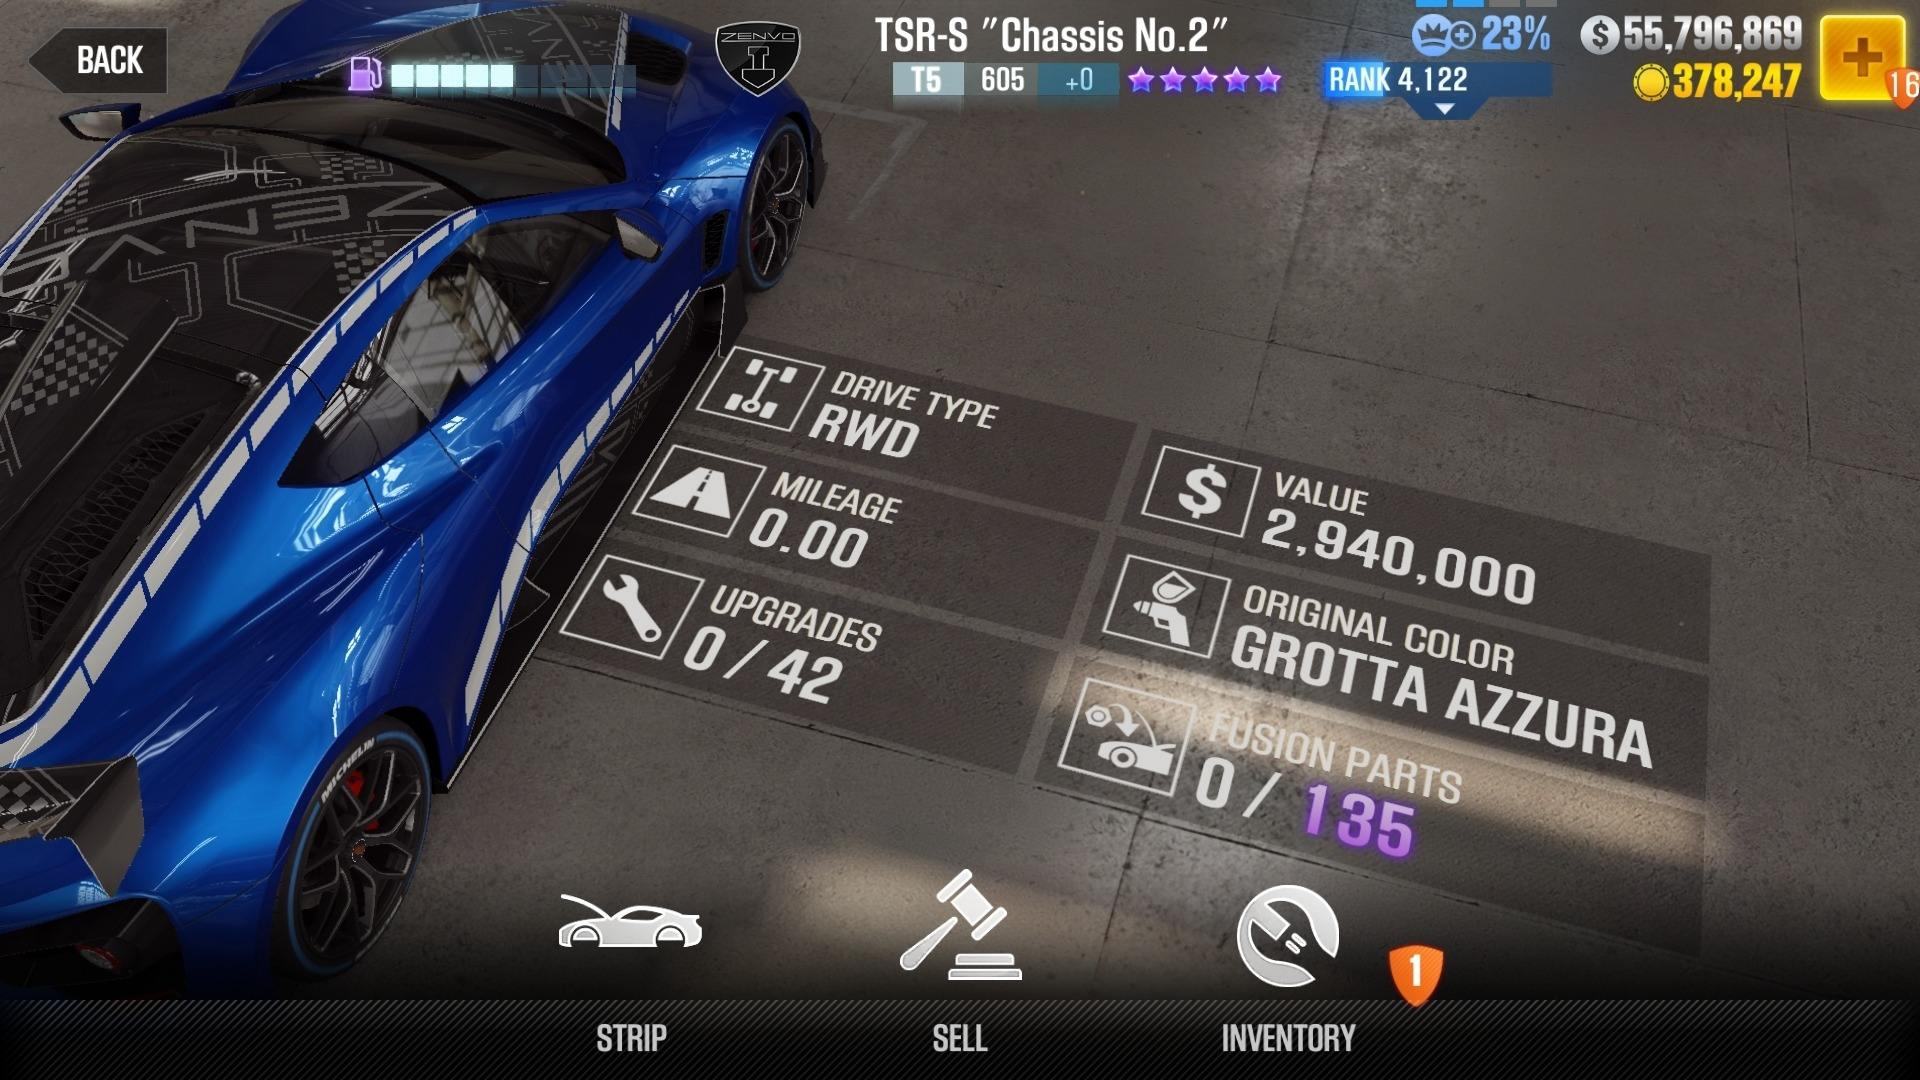 BACK
ZENVO
TSR-S "Chassis No.2"
T5 605 +0
23%
RANK 4,122
55,796,869
378,247
16
ZENVO
MICHELIN
DRIVE TYPE
RWD
MILEAGE
0.00
UPGRADES
0/42
VALUE
2,940,000
ORIGINAL COLOR
GROTTA AZZURA
FUSION PARTS
0/ 135
STRIP
SELL
INVENTORY
1